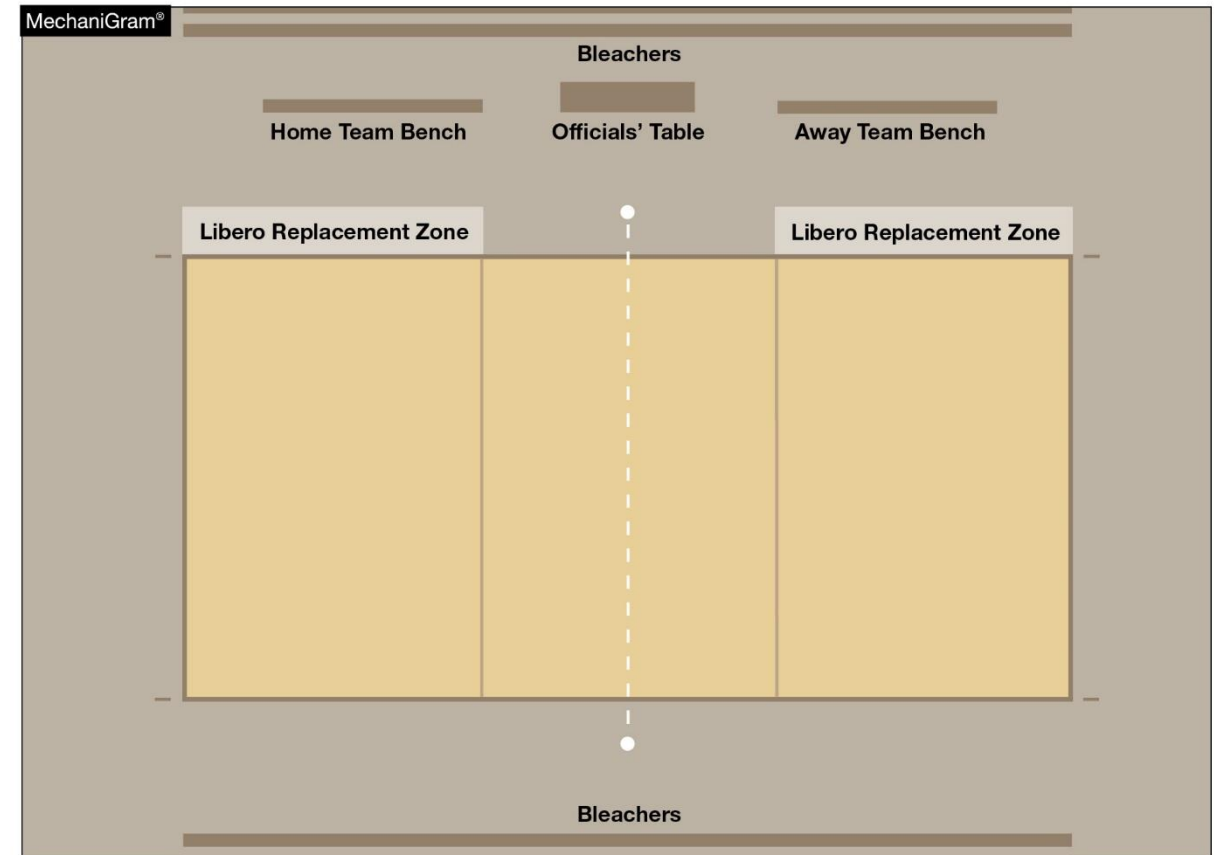 MechaniGram®
Bleachers
Home Team Bench
Officials’ Table
Away Team Bench
Libero Replacement Zone
Libero Replacement Zone
Bleachers